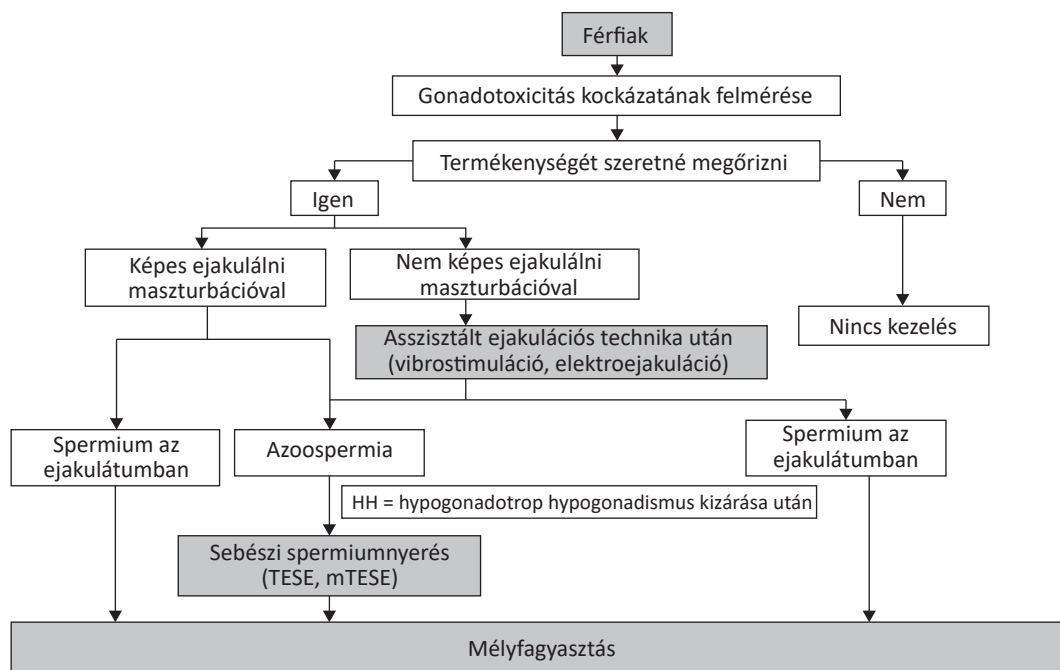 Férfiak
Gonadotoxicitás kockázatának felmérése
Termékenységét szeretné megőrizni
Igen
Nem
Képes ejakulálni
maszturbációval
Nem képes ejakulálni
maszturbációval
Nincs kezelés
Asszisztált ejakulációs technika után
(vibrostimuláció, elektroejakuláció)
Spermium az
ejakulátumban
Azoospermia
Spermium az
ejakulátumban
HH = hypogonadotrop hypogonadismus kizárása után
Sebészi spermiumnyerés
(TESE, mTESE)
Mélyfagyasztás